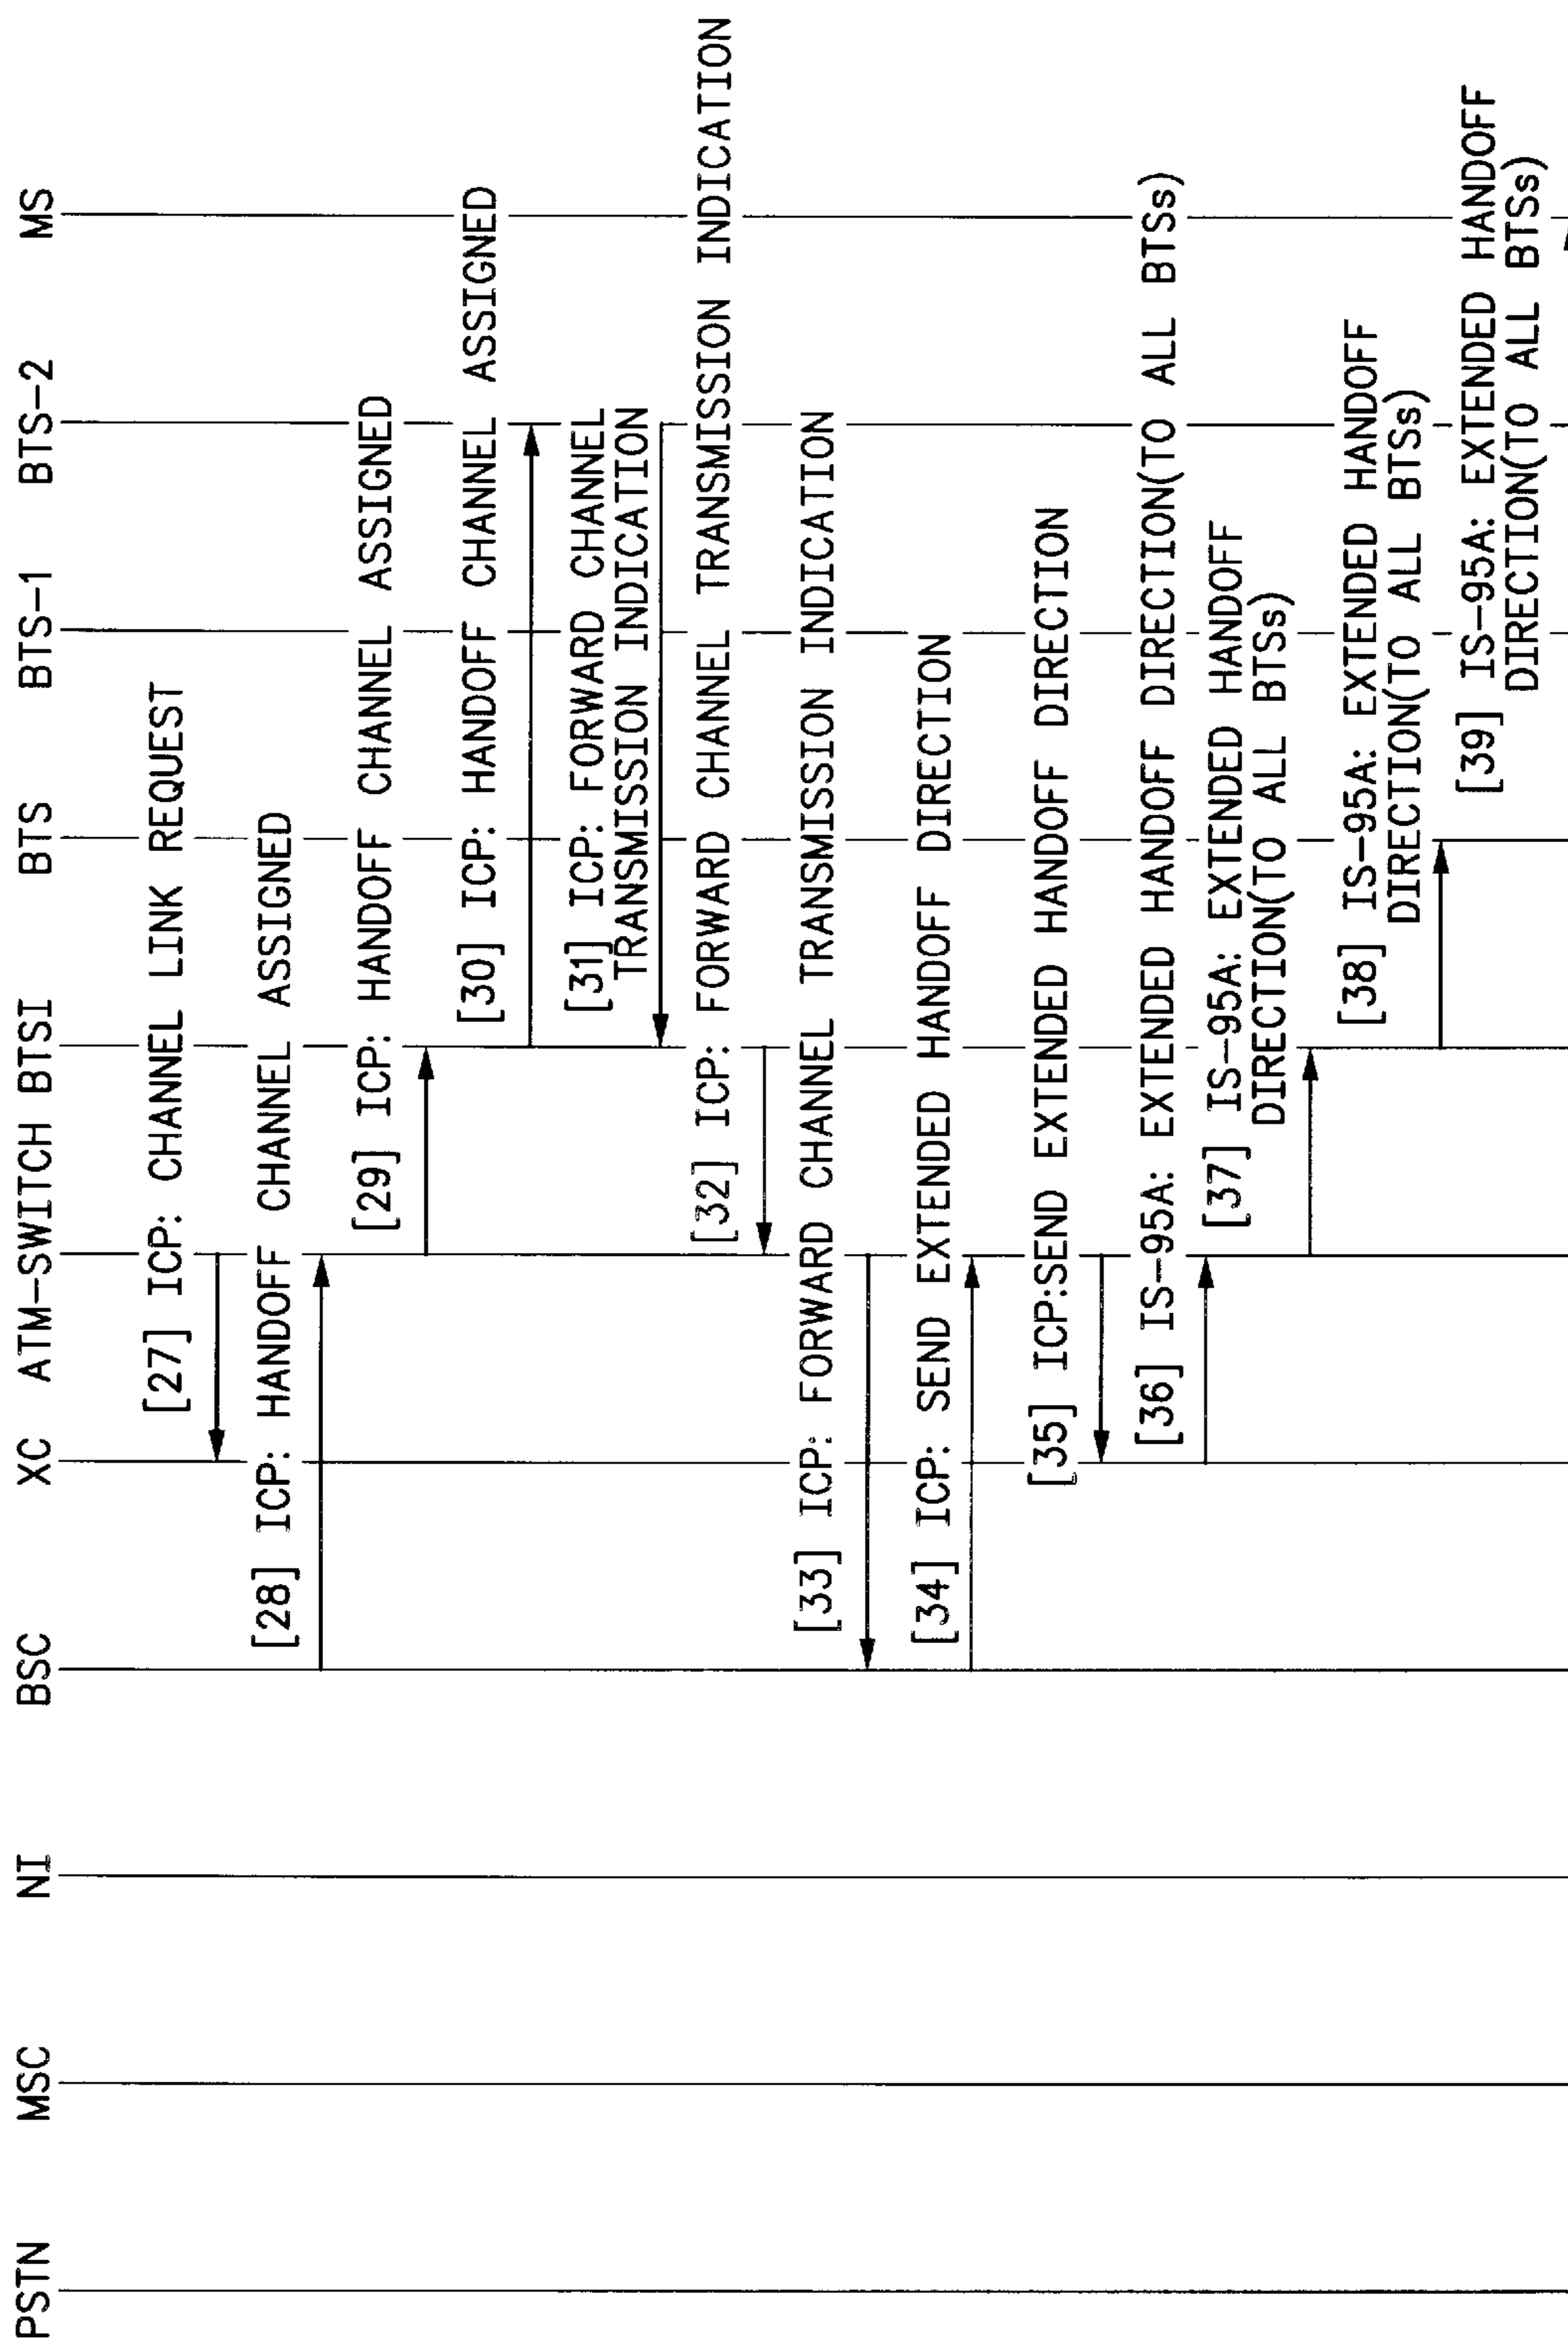 PSTN MSC NI BSC XC ATM-SWITCH BTSI BTS BTS-1 BTS-2 MS
[27] ICP: CHANNEL LINK REQUEST
[28] ICP: HANDOFF CHANNEL ASSIGNED
[29] ICP: HANDOFF CHANNEL ASSIGNED
[30] ICP: HANDOFF CHANNEL ASSIGNED
[31] ICP: FORWARD CHANNEL
TRANSMISSION INDICATION
[32] ICP: FORWARD CHANNEL TRANSMISSION INDICATION
[33] ICP: FORWARD CHANNEL TRANSMISSION INDICATION
[34] ICP: SEND EXTENDED HANDOFF DIRECTION
[35] ICP:SEND EXTENDED HANDOFF DIRECTION
[36] IS-95A: EXTENDED HANDOFF DIRECTION(TO ALL BTSs)
[37] IS-95A: EXTENDED HANDOFF
DIRECTION(TO ALL BTSs)
[38] IS-95A: EXTENDED HANDOFF
DIRECTION(TO ALL BTSs)
[39] IS-95A: EXTENDED HANDOFF
DIRECTION(TO ALL BTSs)